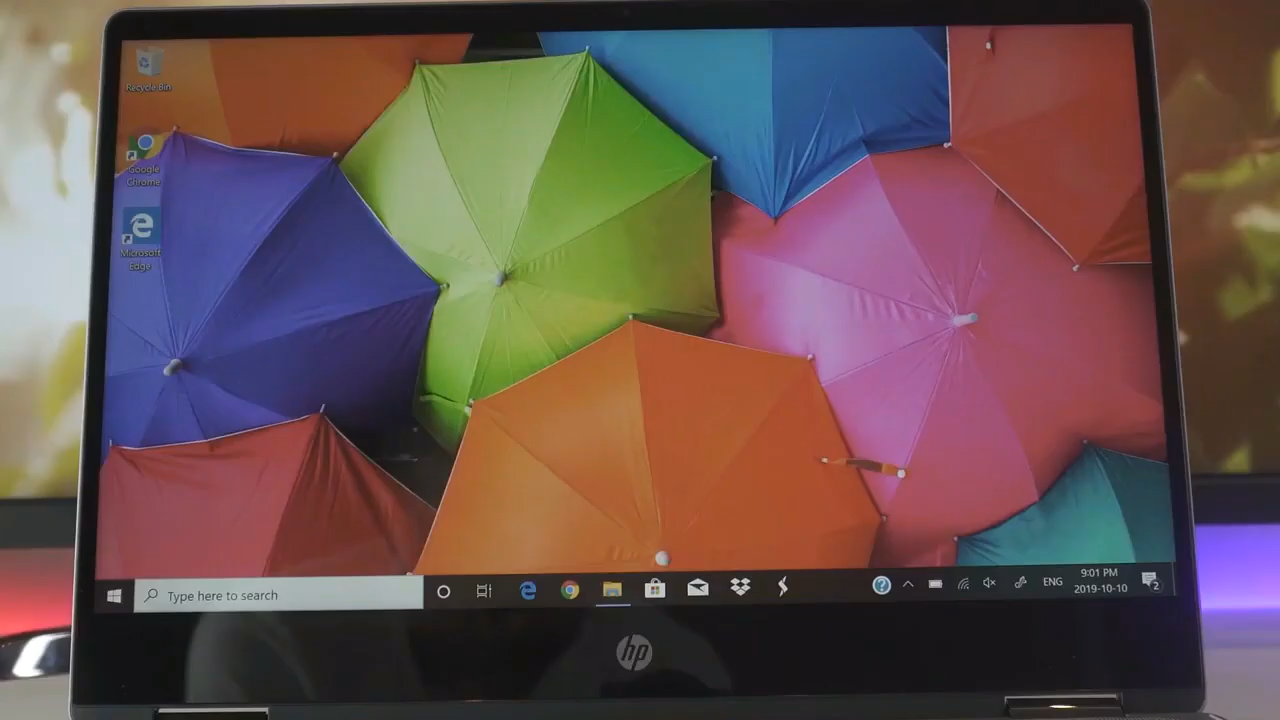 Recycle Bin
Google
Chrome
Microsoft
Edge
Type here to search
ENG
9:01 PM
2019-10-10
2
hp